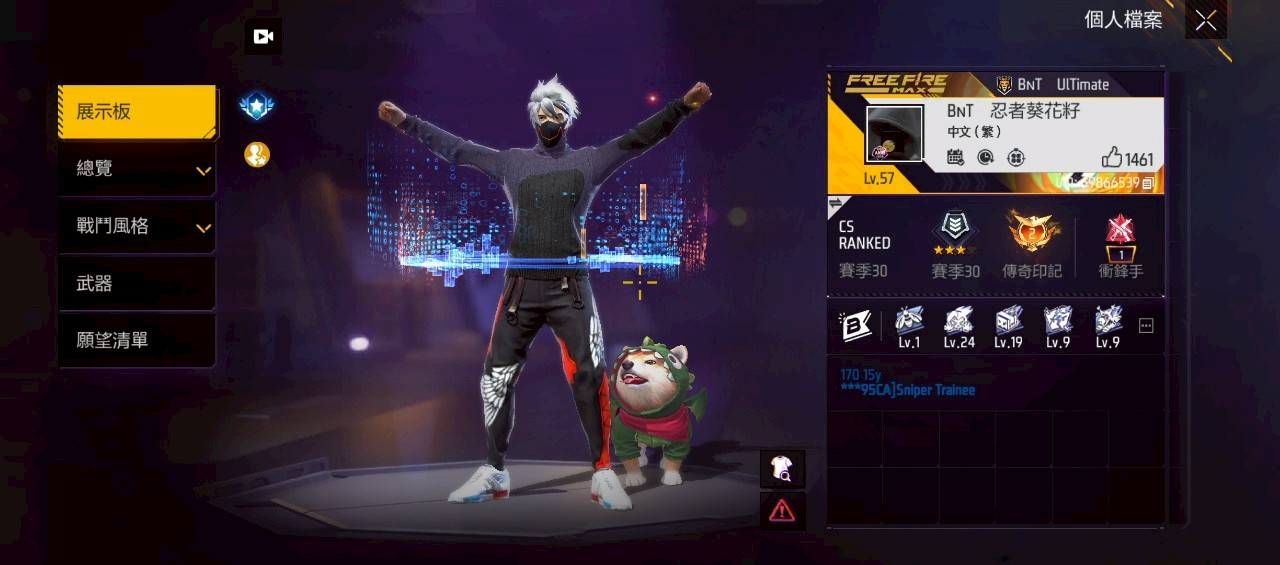 個人檔案
展示板
總覽
戰鬥風格
武器
願望清單
FREE FIRE
MAX
BnT UlTimate
BnT 忍者葵花籽
中文 ( 繁 )
1461
Lv.57
39866539
CS
RANKED
賽季30
賽季30
2
傳奇印記
1
衝鋒手
Lv.1
Lv.24
Lv.19
Lv.9
Lv.9
170 15y
***95CA]Sniper Trainee